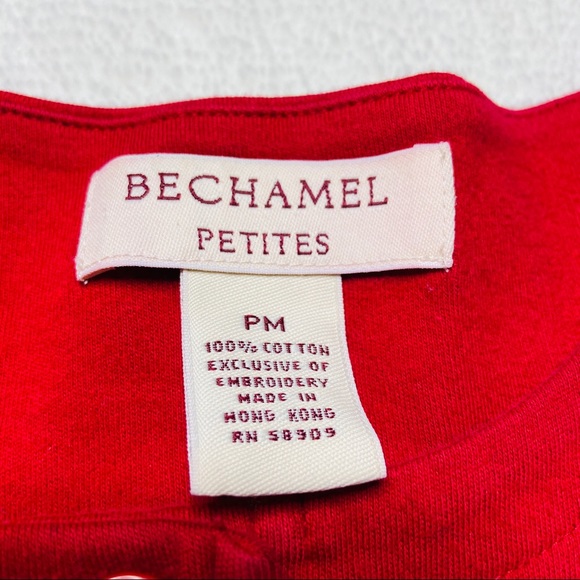 BECHAMEL
PETITES
PM
100% COTTON
EXCLUSIVE OF
EMBROIDERY
MADE IN
HONG KONG
RN 58909